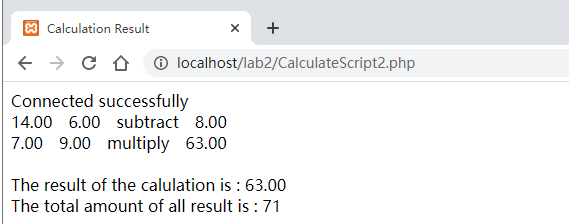 Calculation Result
localhost/lab2/CalculateScript2.php
Connected successfully
14.00 6.00 subtract 8.00
7.00 9.00 multiply 63.00
The result of the calulation is : 63.00
The total amount of all result is : 71